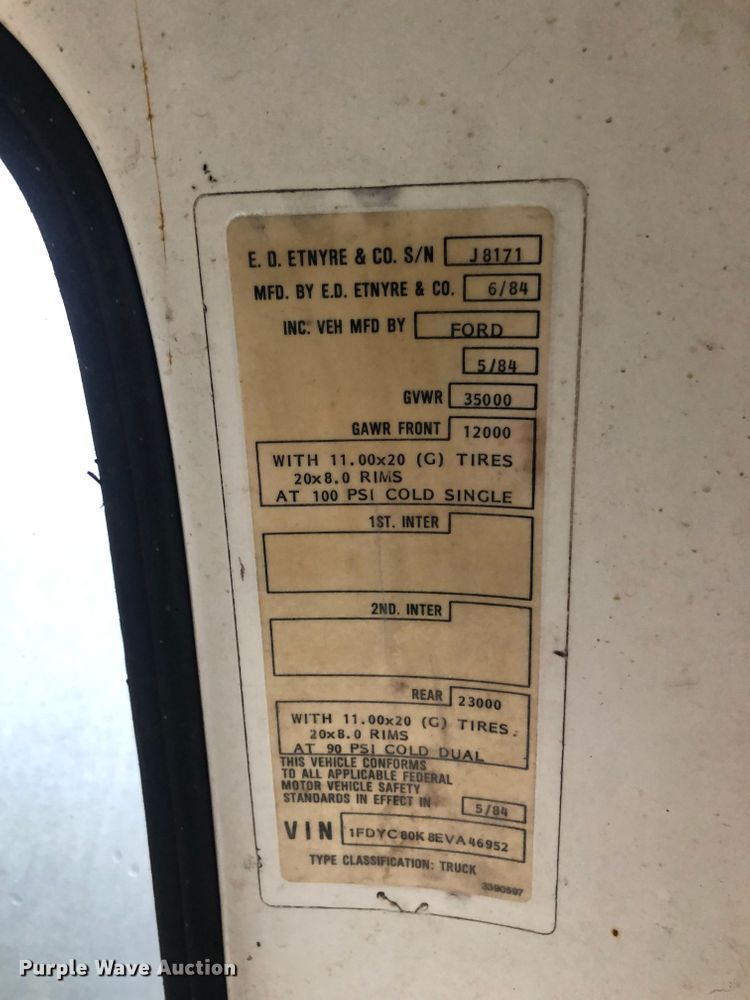 E. D. ETNYRE & CO. S/N J8171
MFD. BY E.D. ETNYRE & CO. 6/84
INC. VEH MFD BY FORD
5/84
GVWR 35000
GAWR FRONT 12000
WITH 11.00x20 (G) TIRES
20x8.0 RIMS
AT 100 PSI COLD SINGLE
1ST. INTER
2ND. INTER
REAR 23000
WITH 11.00x20 (G) TIRES.
20x8.0 RIMS
AT 90 PSI COLD DUAL
THIS VEHICLE CONFORMS
TO ALL APPLICABLE FEDERAL
MOTOR VEHICLE SAFETY
STANDARDS IN EFFECT IN 5/84
VIN 1FDYC80K8EVA46952
TYPE CLASSIFICATION: TRUCK
3390597
Purple Wave Auction